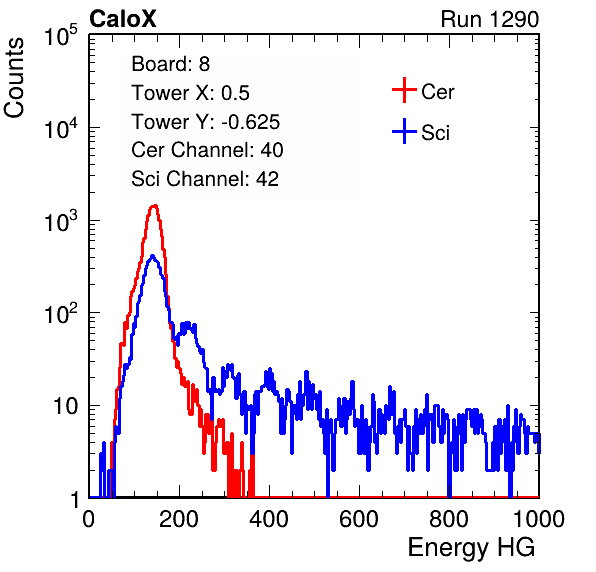 CaloX Run 1290
Counts
Board: 8
Tower X: 0.5
Tower Y: -0.625
Cer Channel: 40
Sci Channel: 42
Cer
Sci
10^5
10^4
10^3
10^2
10
1
0 200 400 600 800 1000
Energy HG